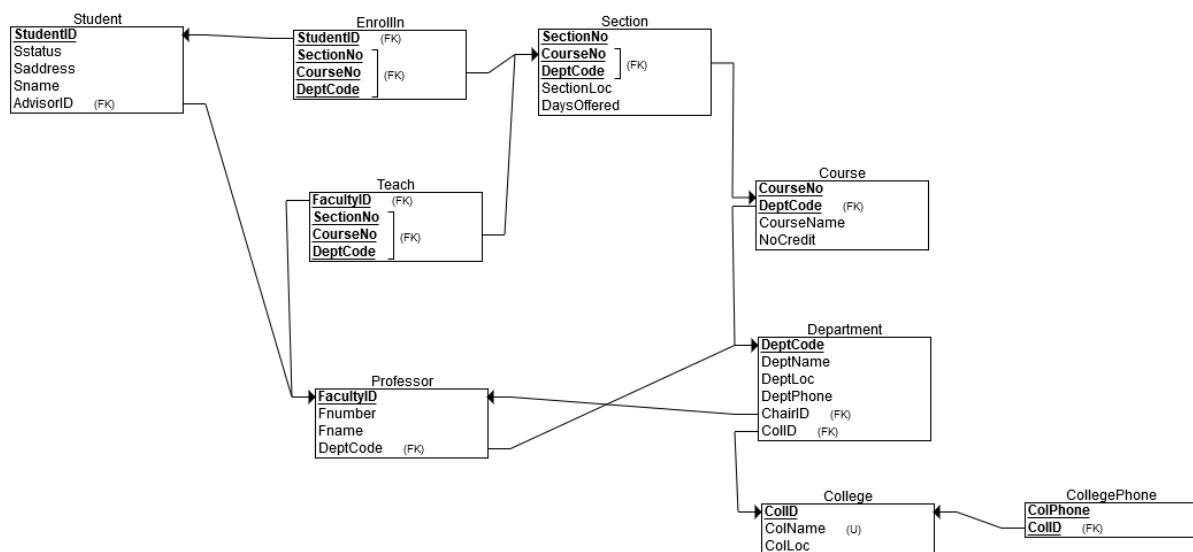 Student
StudentID
Sstatus
Saddress
Sname
AdvisorID (FK)
EnrollIn
StudentID (FK)
SectionNo
CourseNo (FK)
DeptCode
Section
SectionNo
CourseNo (FK)
DeptCode
SectionLoc
DaysOffered
Teach
FacultyID (FK)
SectionNo
CourseNo (FK)
DeptCode
Course
CourseNo
DeptCode (FK)
CourseName
NoCredit
Professor
FacultyID
Fnumber
Fname
DeptCode (FK)
Department
DeptCode
DeptName
DeptLoc
DeptPhone
ChairID (FK)
ColID (FK)
College
ColID
ColName (U)
ColLoc
CollegePhone
ColPhone
ColID (FK)